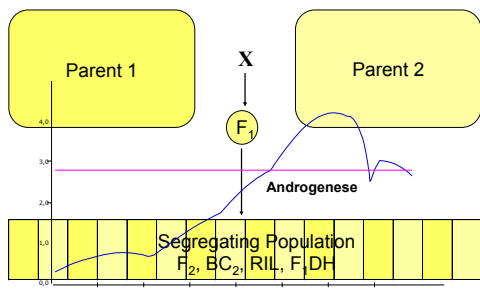 Parent 1
X
Parent 2
F₁
4,0
3,0
Androgenese
2,0
1,0
Segregating Population
F₂, BC₂, RIL, F₁DH
0,0